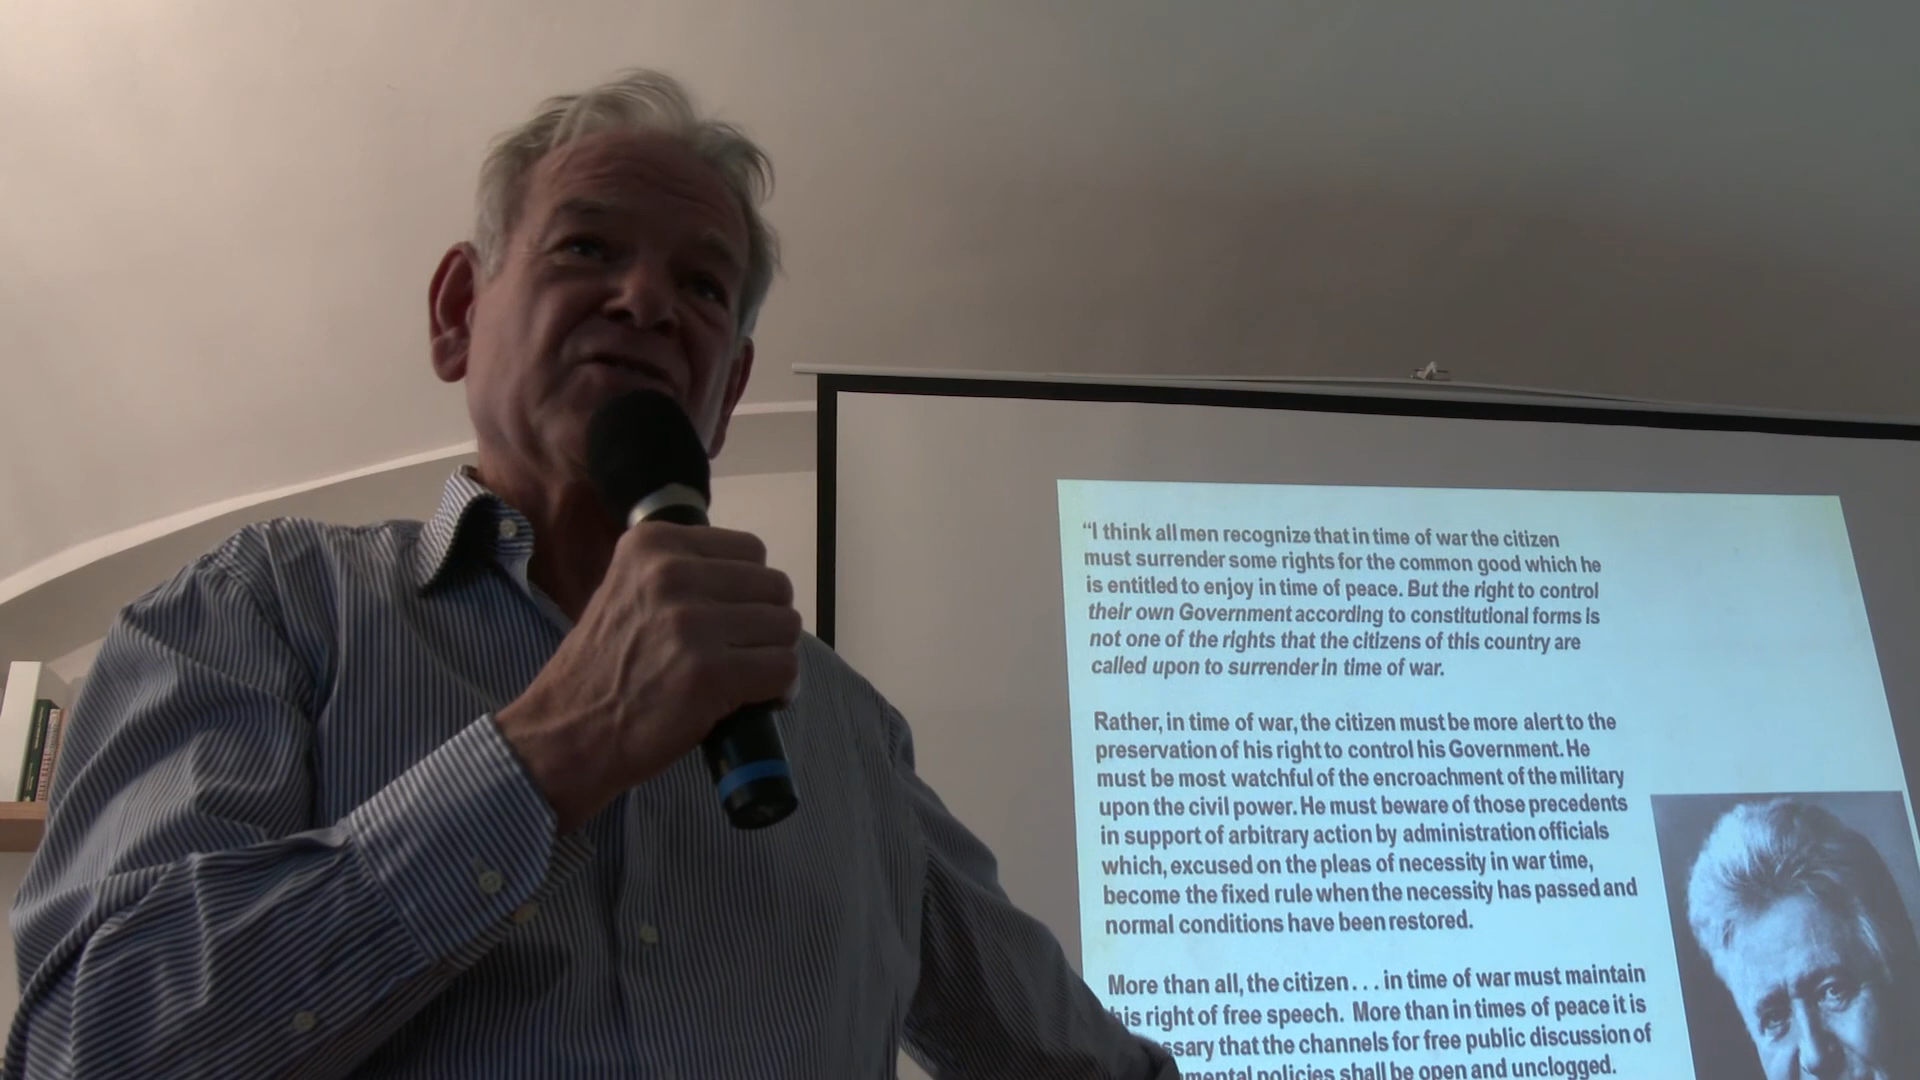 “I think all men recognize that in time of war the citizen
must surrender some rights for the common good which he
is entitled to enjoy in time of peace. But the right to control
their own Government according to constitutional forms is
not one of the rights that the citizens of this country are
called upon to surrender in time of war.
Rather, in time of war, the citizen must be more alert to the
preservation of his right to control his Government. He
must be most watchful of the encroachment of the military
upon the civil power. He must beware of those precedents
in support of arbitrary action by administration officials
which, excused on the pleas of necessity in war time,
become the fixed rule when the necessity has passed and
normal conditions have been restored.
More than all, the citizen . . . in time of war must maintain
his right of free speech. More than in times of peace it is
that the channels for free public discussion of
policies shall be open and unclogged.